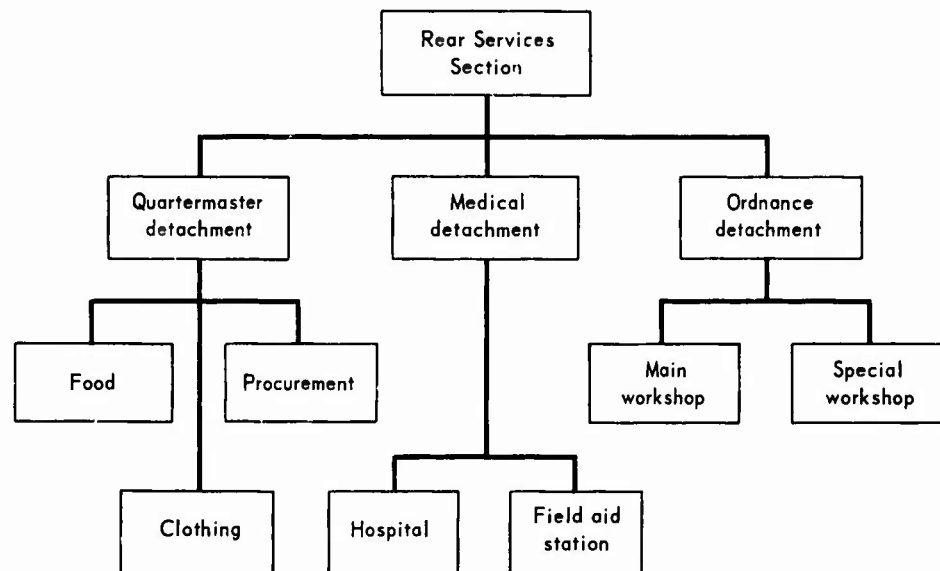 Rear Services
Section
Quartermaster
detachment
Medical
detachment
Ordnance
detachment
Food
Procurement
Main
workshop
Special
workshop
Clothing
Hospital
Field aid
station